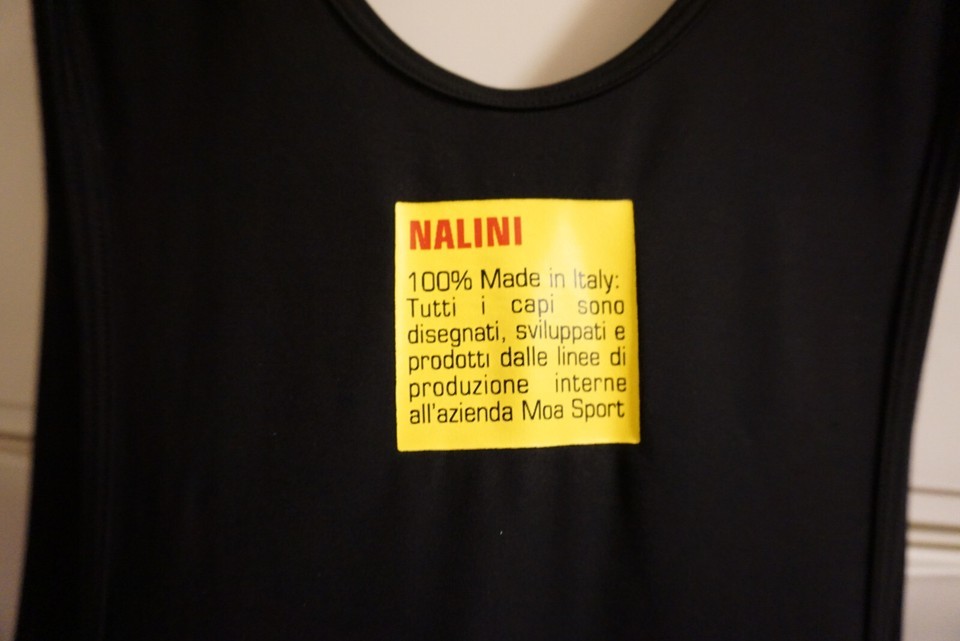 NALINI
100% Made in Italy:
Tutti i capi sono
disegnati, sviluppati e
prodotti dalle linee di
produzione interne
all'azienda Moa Sport